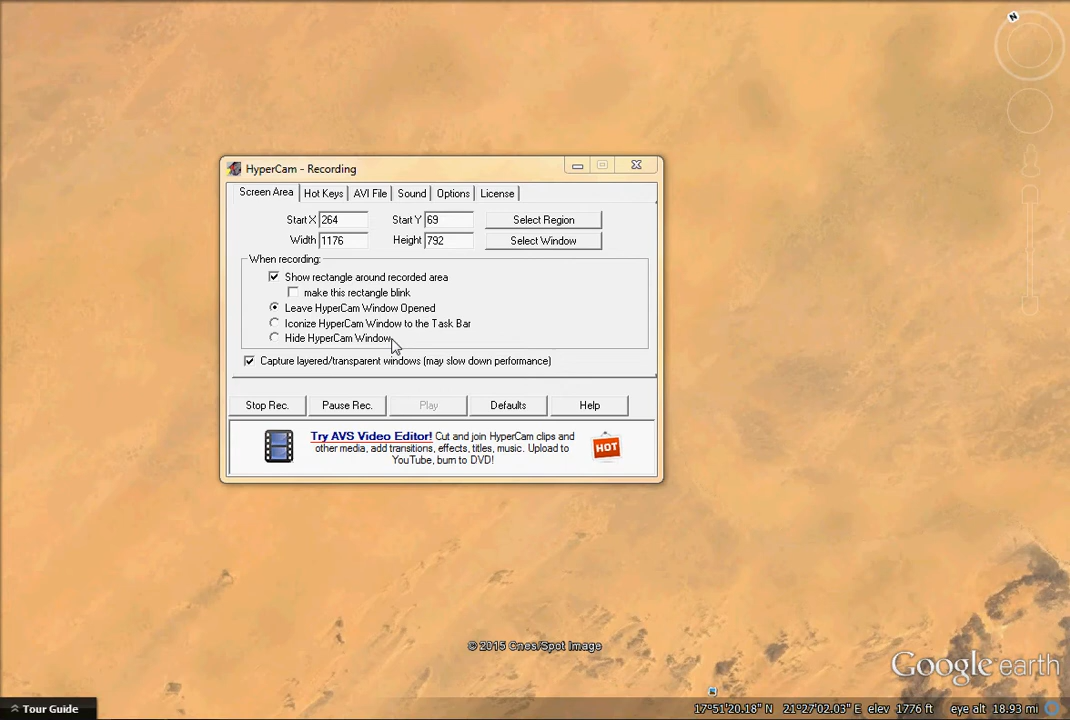 N
HyperCam - Recording
Screen Area Hot Keys AVI File Sound Options License
Start X 264 Start Y 69 Select Region
Width 1176 Height 792 Select Window
When recording:
Show rectangle around recorded area
make this rectangle blink
Leave HyperCam Window Opened
Iconize HyperCam Window to the Task Bar
Hide HyperCam Window
Capture layered/transparent windows (may slow down performance)
Stop Rec. Pause Rec. Play Defaults Help
Try AVS Video Editor! Cut and join HyperCam clips and
other media, add transitions, effects, titles, music. Upload to
YouTube, burn to DVD!
HOT
© 2015 Cnes/Spot Image
Google earth
Tour Guide
17°51'20.18" N 21°27'02.03" E elev 1776 ft eye alt 18.93 mi